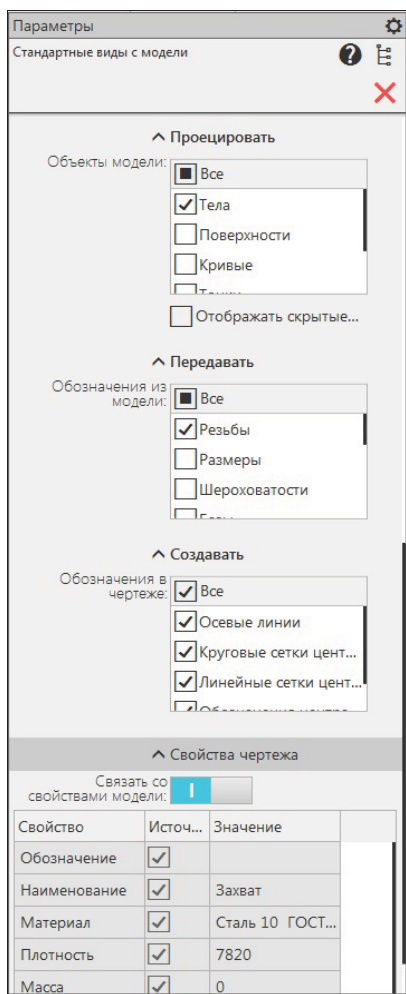 Параметры
Стандартные виды с модели
Проецировать
Объекты модели:
Все
Тела
Поверхности
Кривые
Отображать скрытые...
Передавать
Обозначения из
модели:
Все
Резьбы
Размеры
Шероховатости
Создавать
Обозначения в
чертеже:
Все
Осевые линии
Круговые сетки цент...
Линейные сетки цент...
Свойства чертежа
Связать со
свойствами модели:
Свойство Источ... Значение
Обозначение
Наименование Захват
Материал Сталь 10 ГОСТ...
Плотность 7820
Масса 0